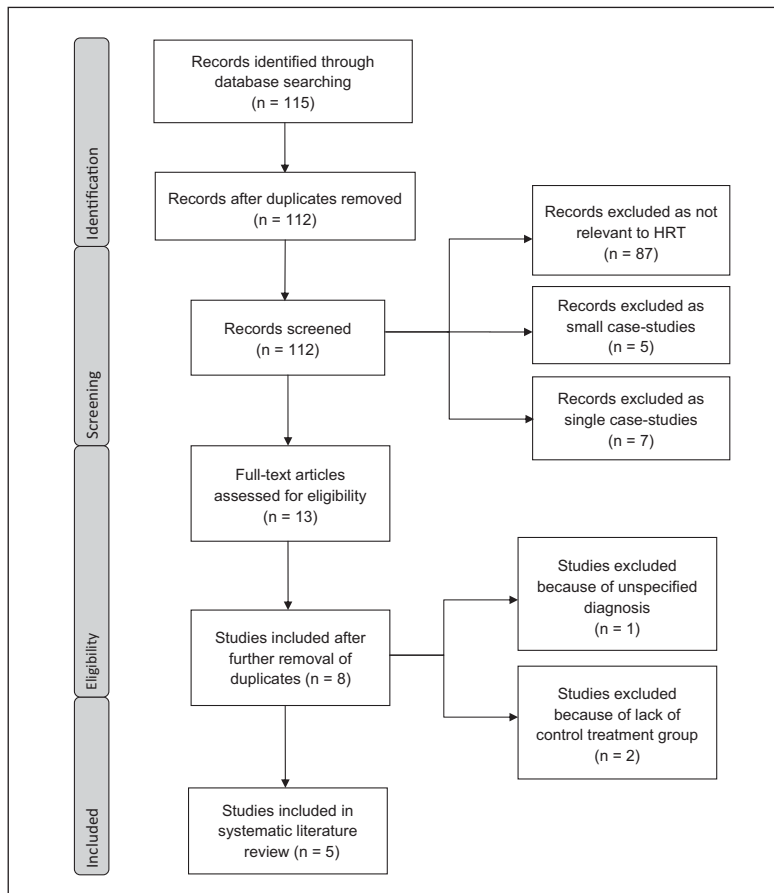 Identification
Records identified through
database searching
(n = 115)
Records after duplicates removed
(n = 112)
Screening
Records screened
(n = 112)
Records excluded as not
relevant to HRT
(n = 87)
Records excluded as
small case-studies
(n = 5)
Records excluded as
single case-studies
(n = 7)
Eligibility
Full-text articles
assessed for eligibility
(n = 13)
Studies included after
further removal of
duplicates (n = 8)
Studies excluded
because of unspecified
diagnosis
(n = 1)
Studies excluded
because of lack of
control treatment group
(n = 2)
Included
Studies included in
systematic literature
review (n = 5)